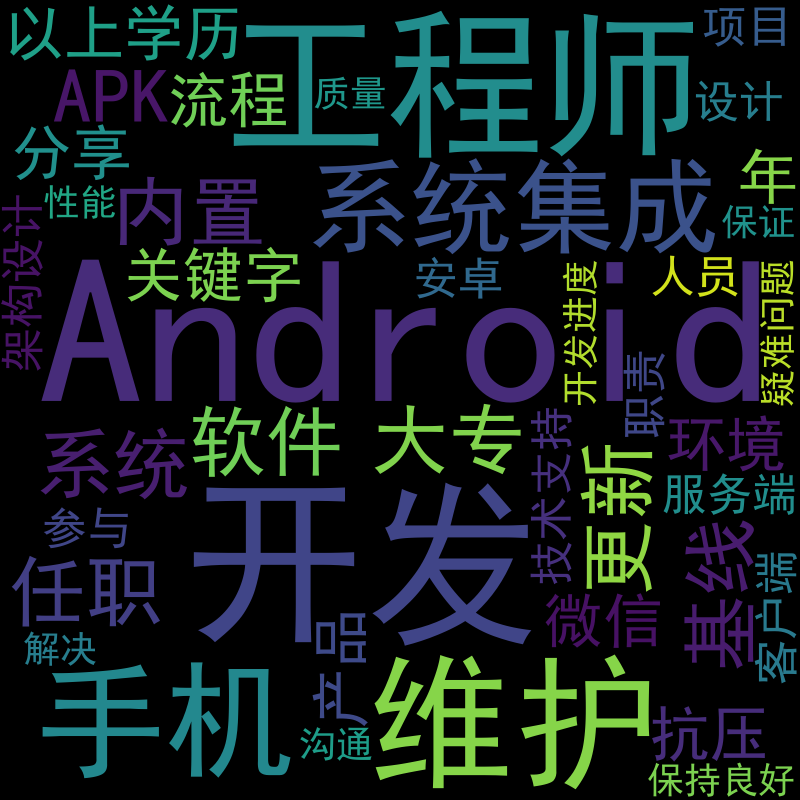 以上学历
工程师
项目
APK
流程
质量
设计
分享
年
性能
内置
系统集成
保证
架构设计
关键字
安卓
开发进度
人员
疑难问题
Android
职责
软件
大专
技术支持
环境
系统
更新
服务端
参与
开发
基线
客户端
任职
微信
解决
产品
手机
维护
沟通
抗压
保持良好